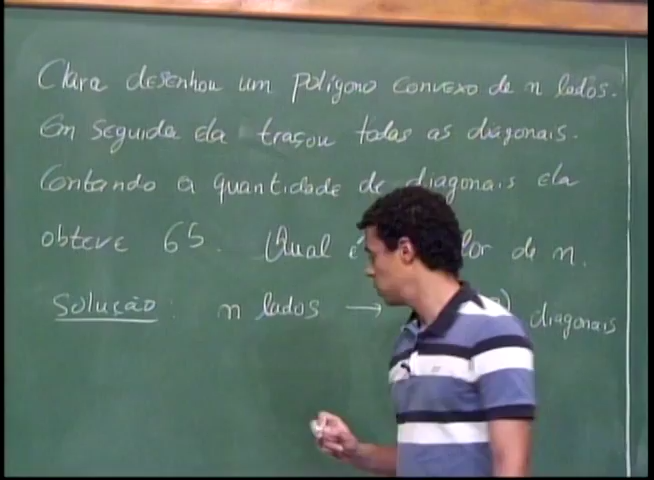 Clara desenhou um polígono convexo de n lados.
Em seguida ela traçou todas as diagonais.
Contando a quantidade de diagonais ela
obteve 65. Qual é lor de n.
Solução: n lados → ) diagonais